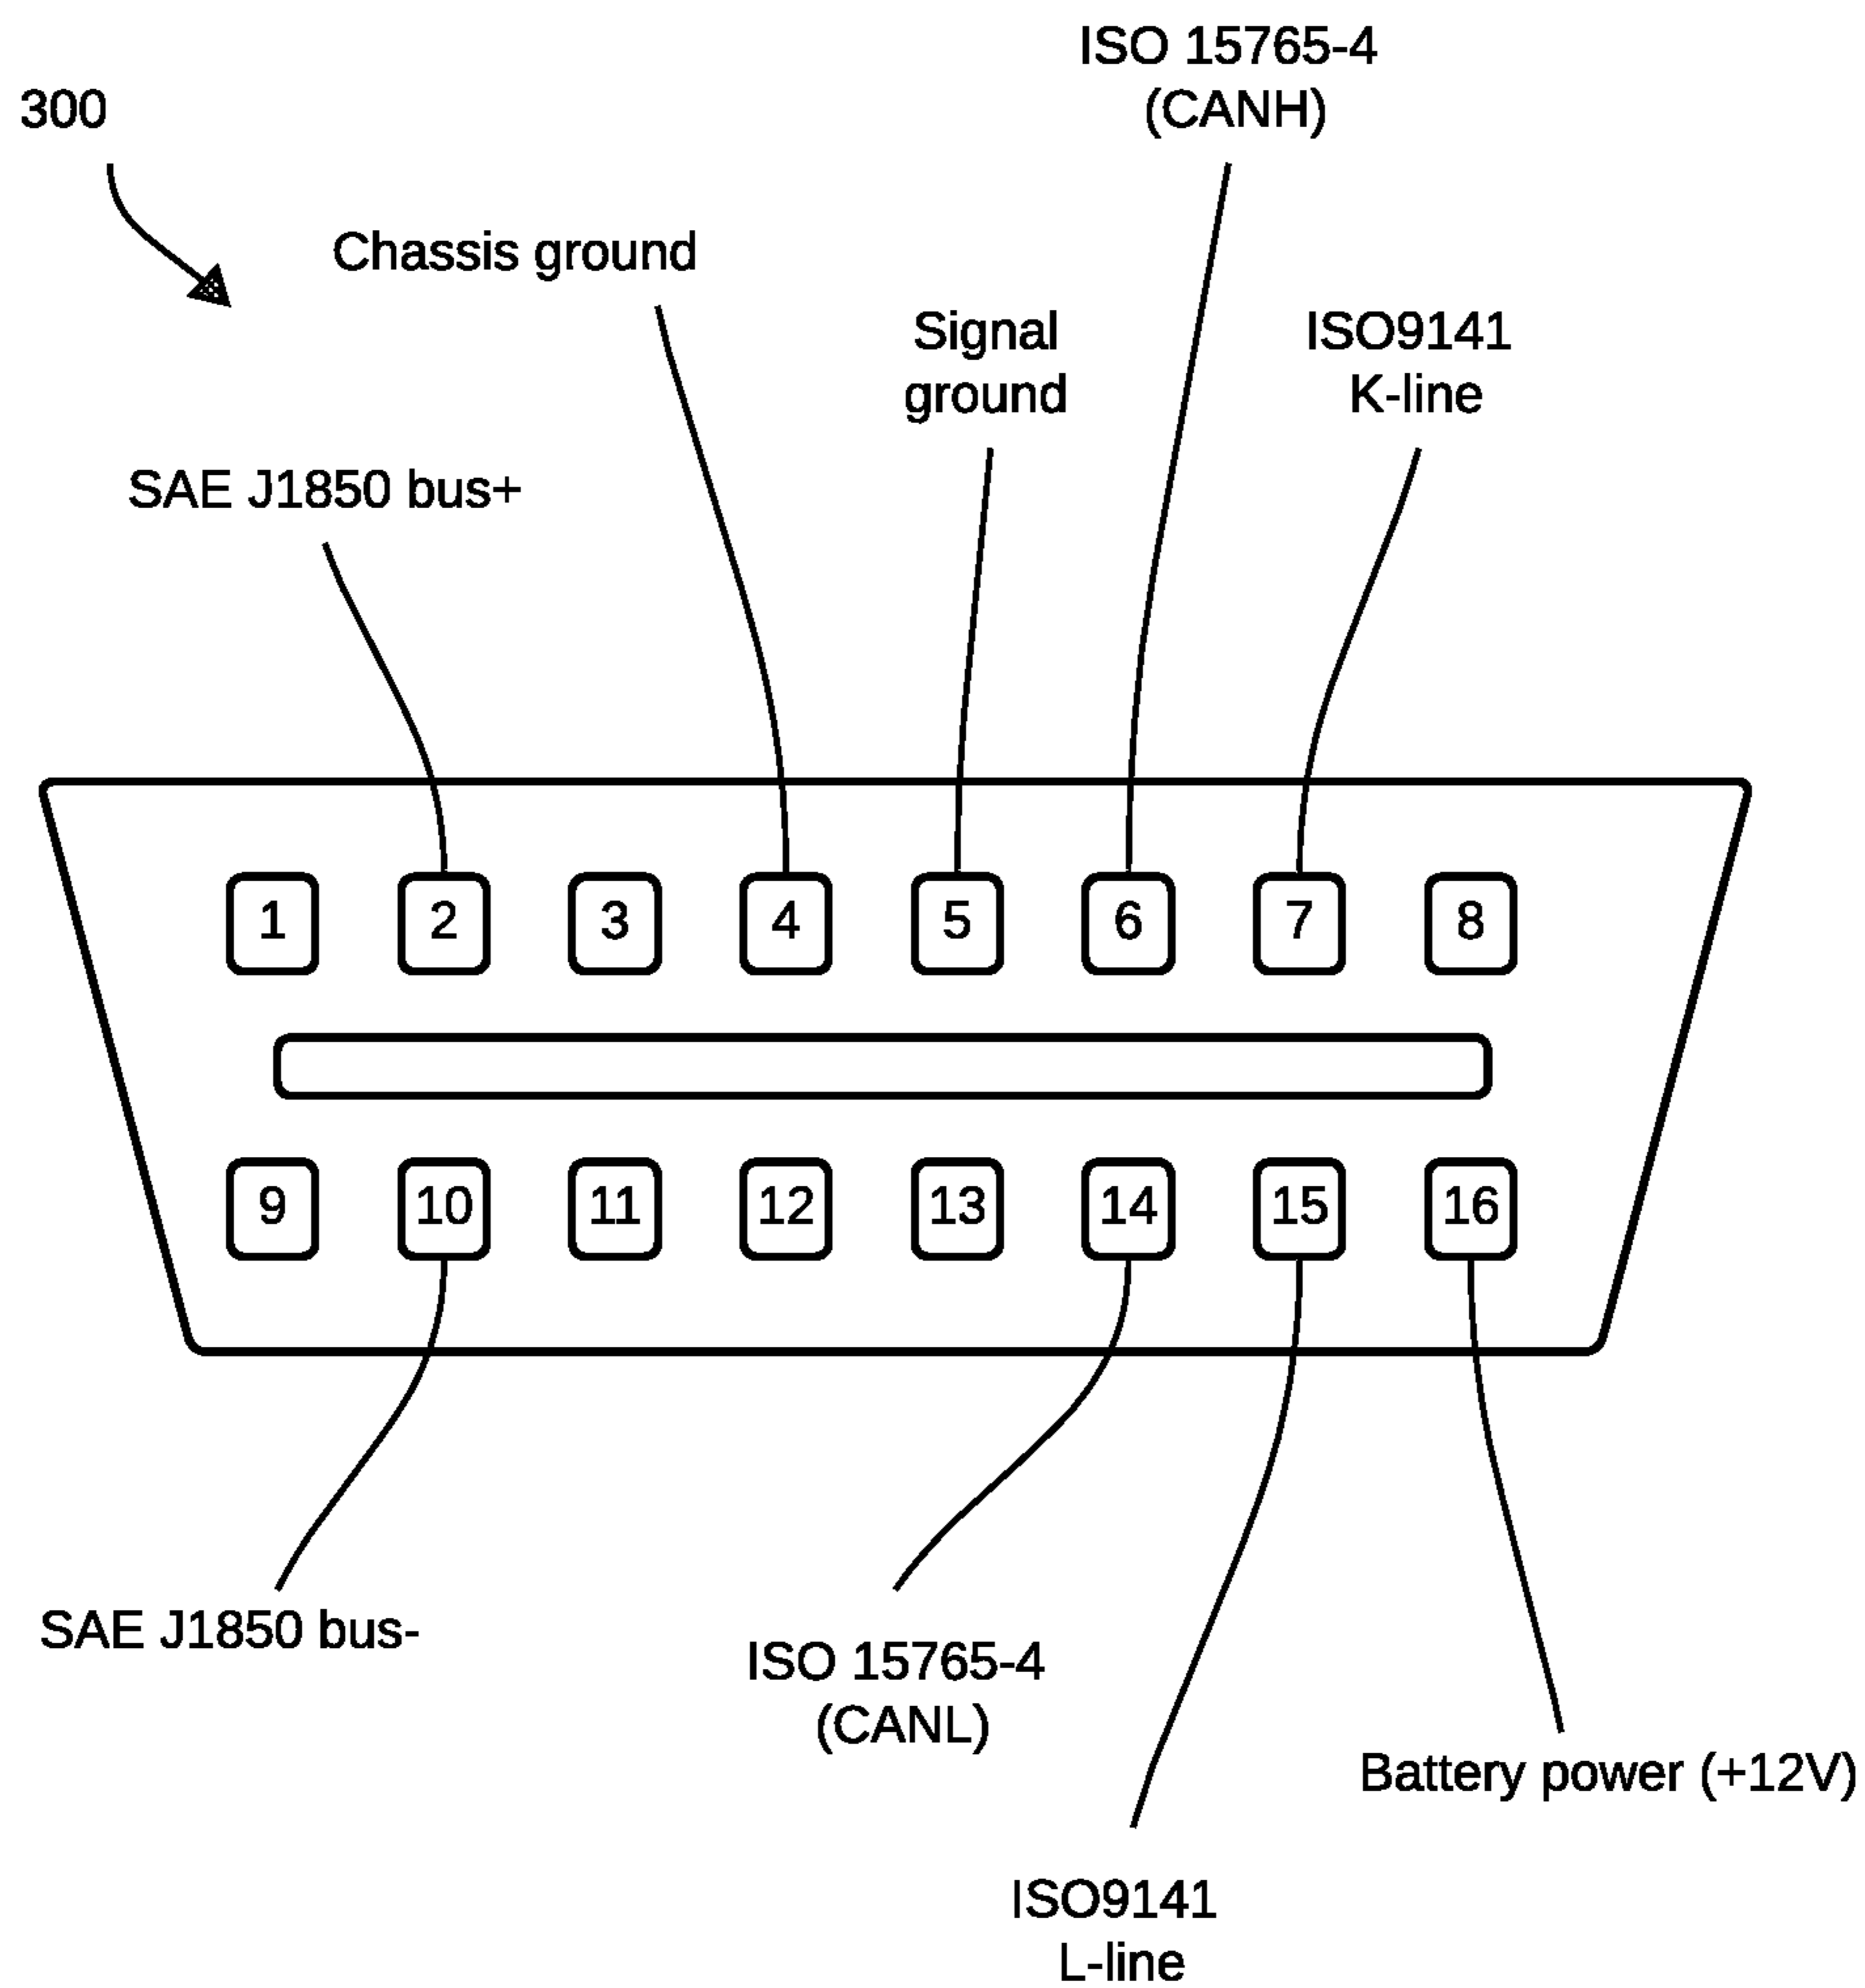 300
ISO 15765-4
(CANH)
Chassis ground
Signal
ground
ISO9141
K-line
SAE J1850 bus+
1 2 3 4 5 6 7 8
9 10 11 12 13 14 15 16
SAE J1850 bus-
ISO 15765-4
(CANL)
Battery power (+12V)
ISO9141
L-line